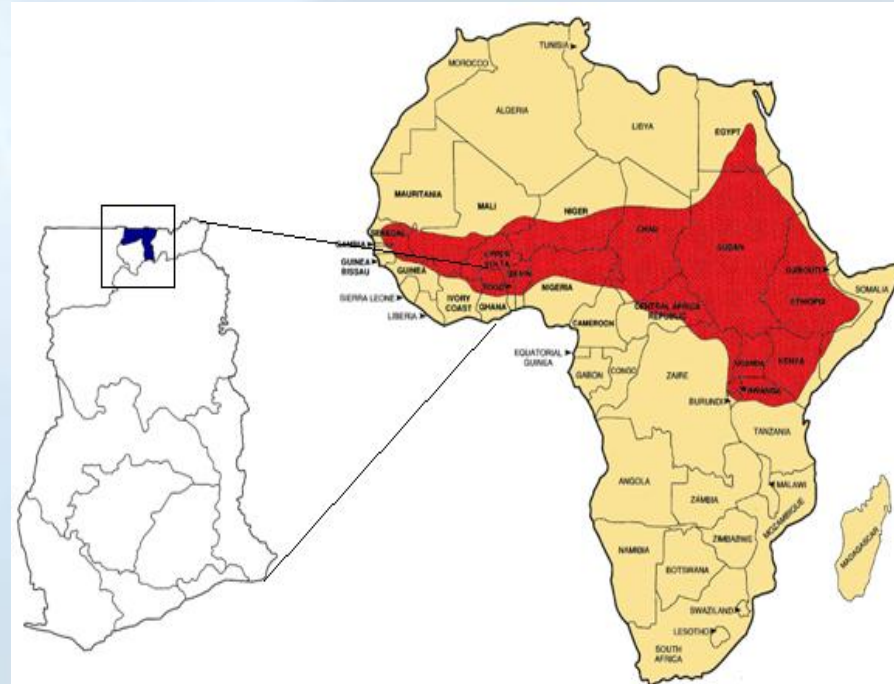 TUNISIA
MOROCCO
ALGERIA
LIBYA
EGYPT
MAURITANIA
MALI
NIGER
CHAD
SUDAN
SENEGAL
GAMBIA
GUINEA
BISSAU
GUINEA
UPPER
VOLTA
BENIN
TOGO
DJIBOUTI
SOMALIA
ETHIOPIA
SIERRA LEONE
IVORY
COAST
GHANA
NIGERIA
CENTRAL AFRICA
REPUBLIC
LIBERIA
CAMEROON
EQUATORIAL
GUINEA
GABON
CONGO
ZAIRE
UGANDA
KENYA
RWANDA
BURUNDI
TANZANIA
ANGOLA
ZAMBIA
MALAWI
MOZAMBIQUE
MADAGASCAR
NAMIBIA
ZIMBABWE
BOTSWANA
SWAZILAND
LESOTHO
SOUTH
AFRICA